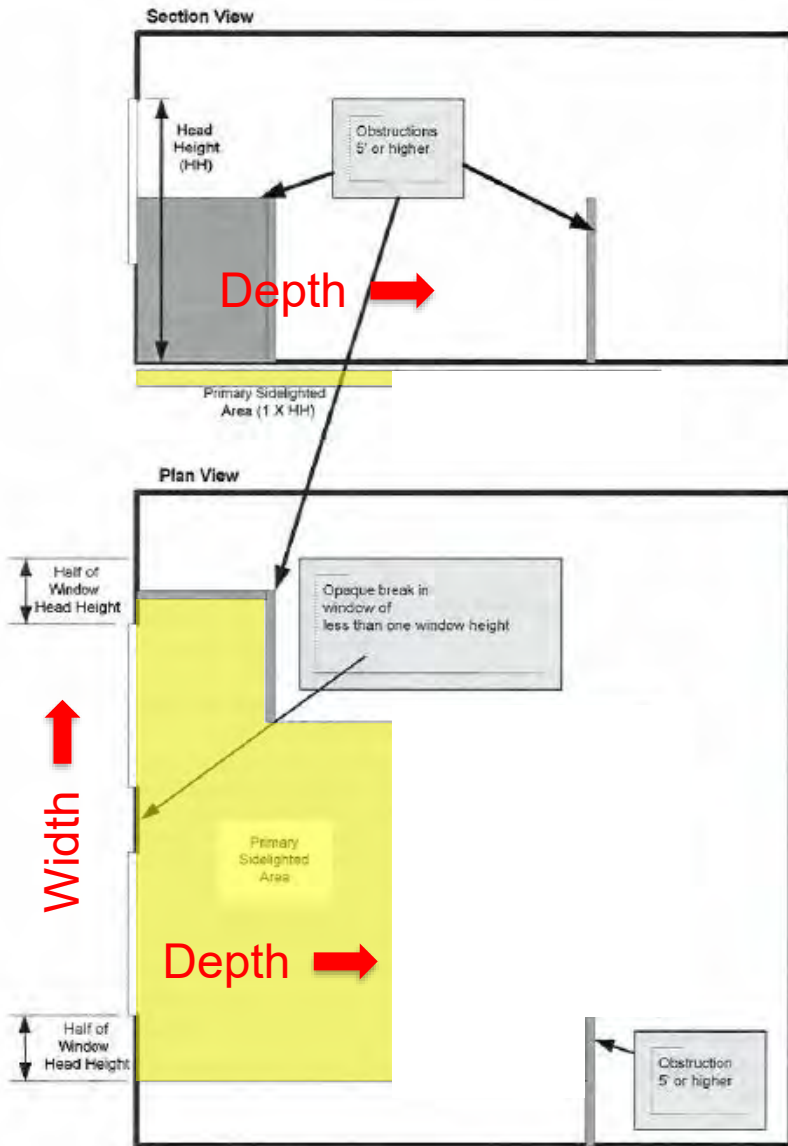 Section View
Head
Height
(HH)
Obstructions
5' or higher
Depth
Primary Sidelighted
Area (1 X HH)
Plan View
Half of
Window
Head Height
Opaque break in
window of
less than one window height
Width
Primary
Sidelighted
Area
Depth
Half of
Window
Head Height
Obstruction
5' or higher